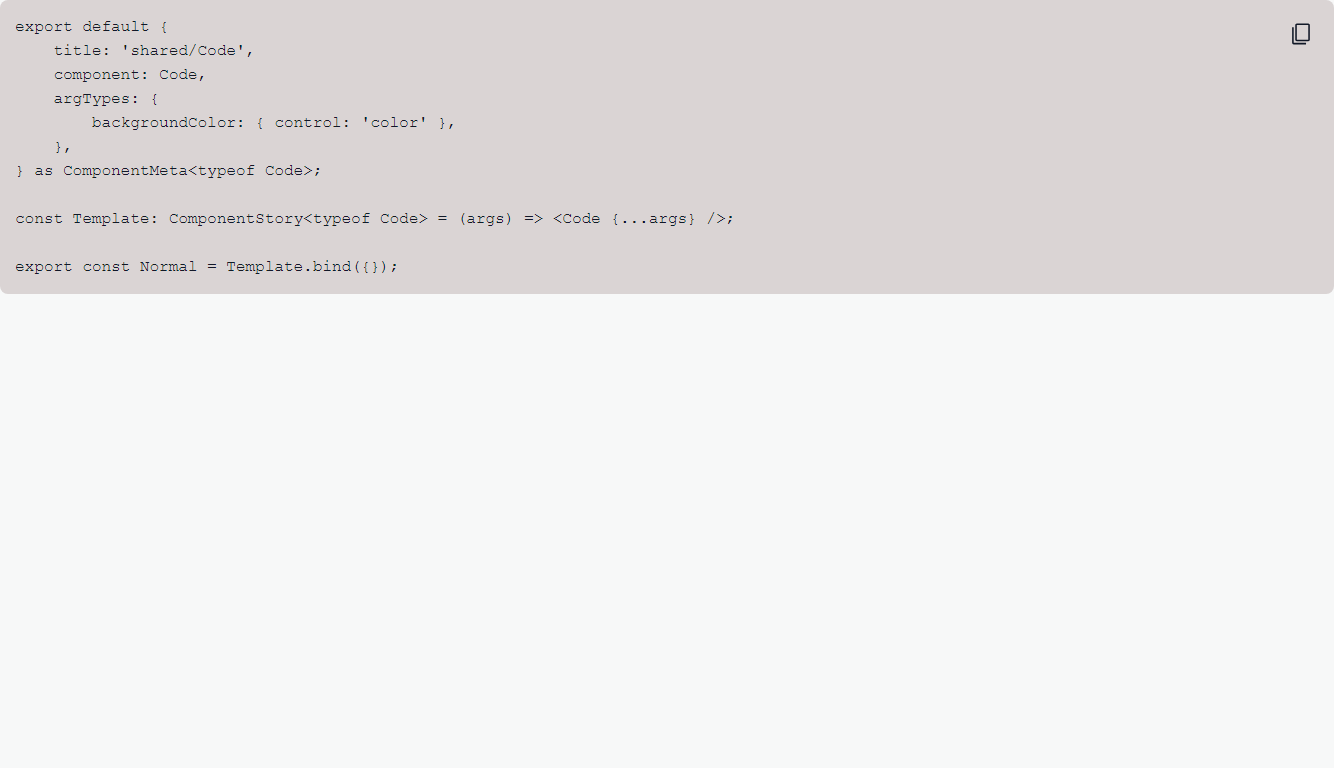 export default {
    title: 'shared/Code',
    component: Code,
    argTypes: {
        backgroundColor: { control: 'color' },
    },
} as ComponentMeta<typeof Code>;

const Template: ComponentStory<typeof Code> = (args) => <Code {...args} />;

export const Normal = Template.bind({});